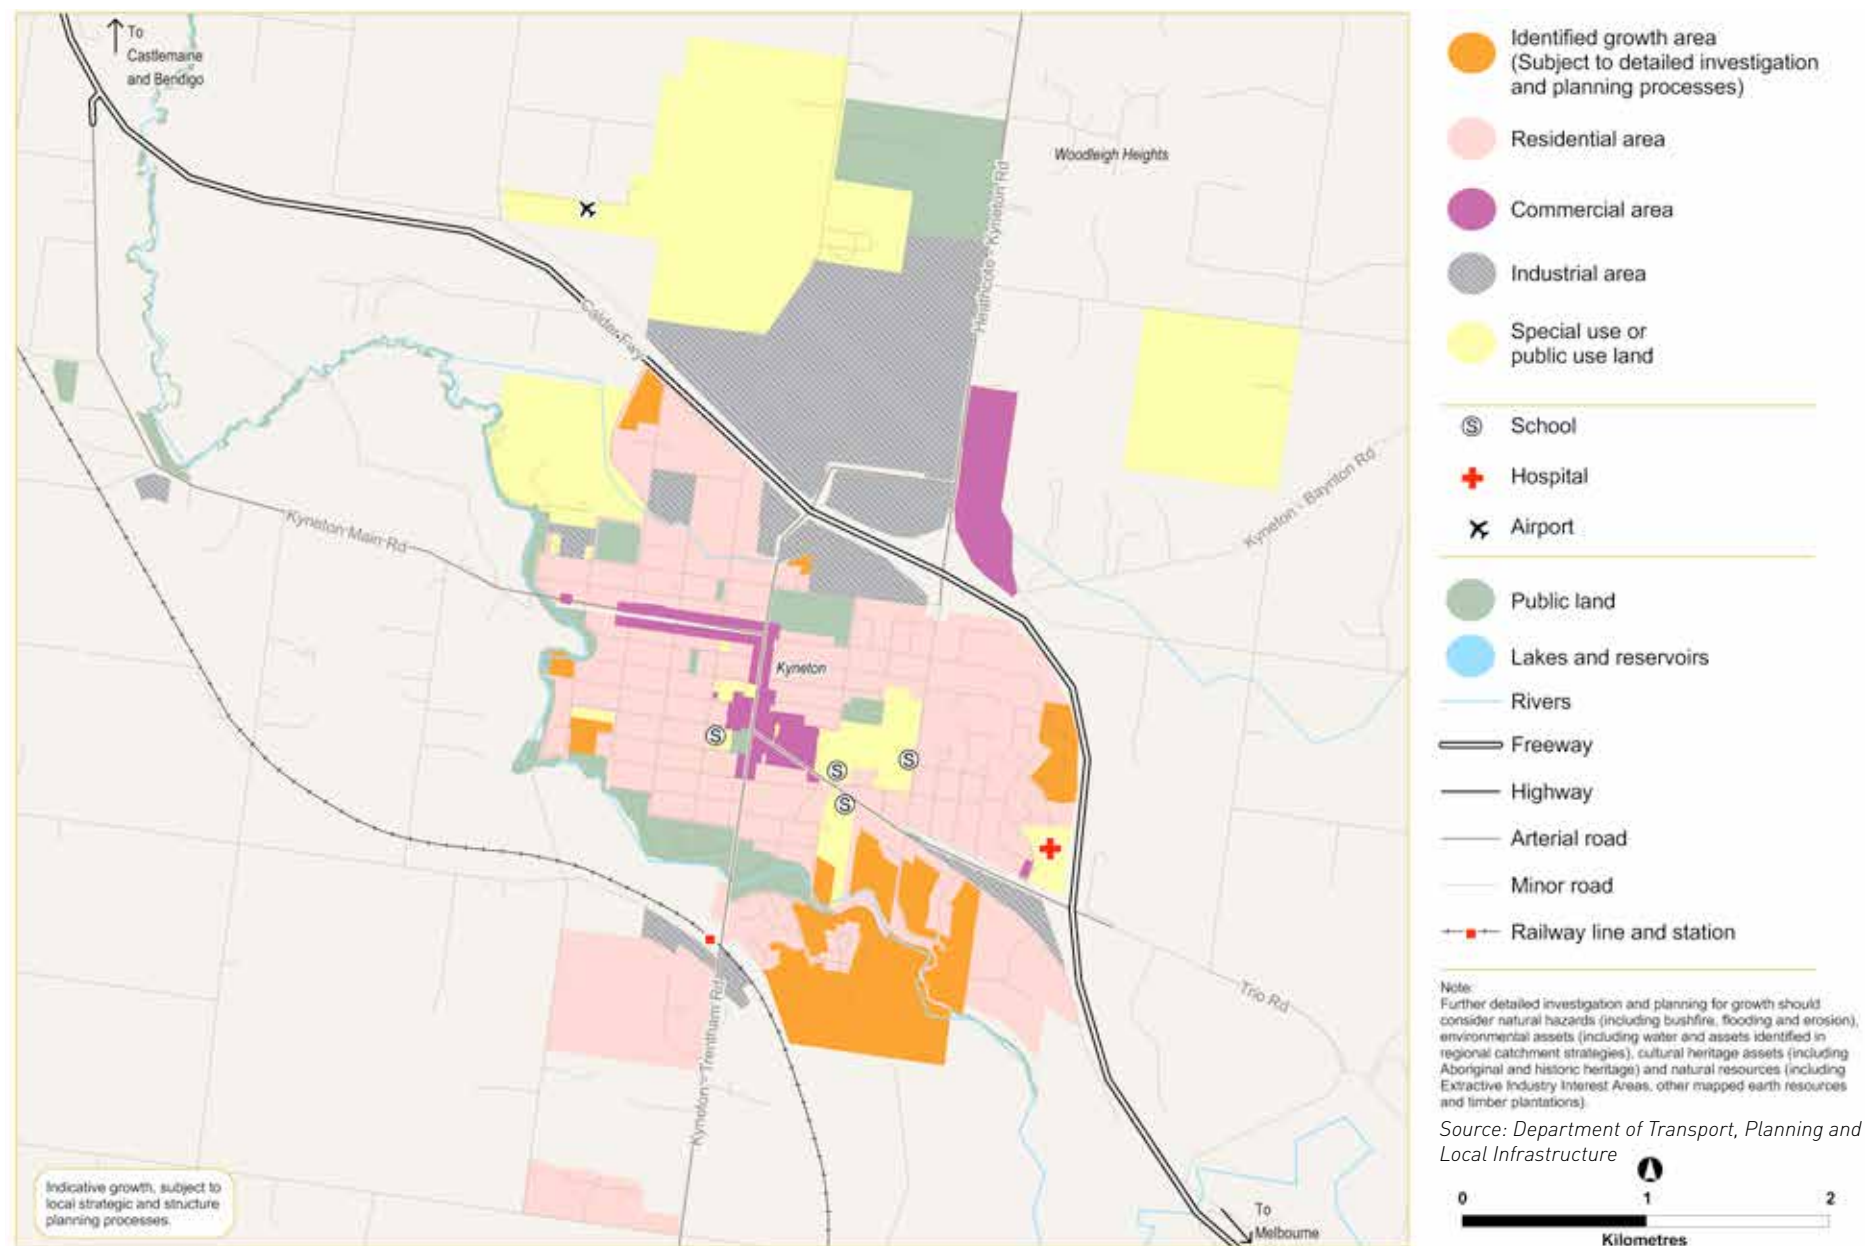 To
Castlemaine
and Bendigo
Woodleigh Heights
Heathcote - Kyneton Rd
Calder Fwy
Kyneton Main Rd
Kyneton - Baynton Rd
Kyneton
S
S
S
S
Trio Rd
Kyneton - Trentham Rd
Indicative growth, subject to
local strategic and structure
planning processes.
To
Melbourne
Identified growth area
(Subject to detailed investigation
and planning processes)
Residential area
Commercial area
Industrial area
Special use or
public use land
S School
Hospital
Airport
Public land
Lakes and reservoirs
Rivers
Freeway
Highway
Arterial road
Minor road
Railway line and station
Note:
Further detailed investigation and planning for growth should
consider natural hazards (including bushfire, flooding and erosion),
environmental assets (including water and assets identified in
regional catchment strategies), cultural heritage assets (including
Aboriginal and historic heritage) and natural resources (including
Extractive Industry Interest Areas, other mapped earth resources
and timber plantations).
Source: Department of Transport, Planning and
Local Infrastructure
0 1 2
Kilometres